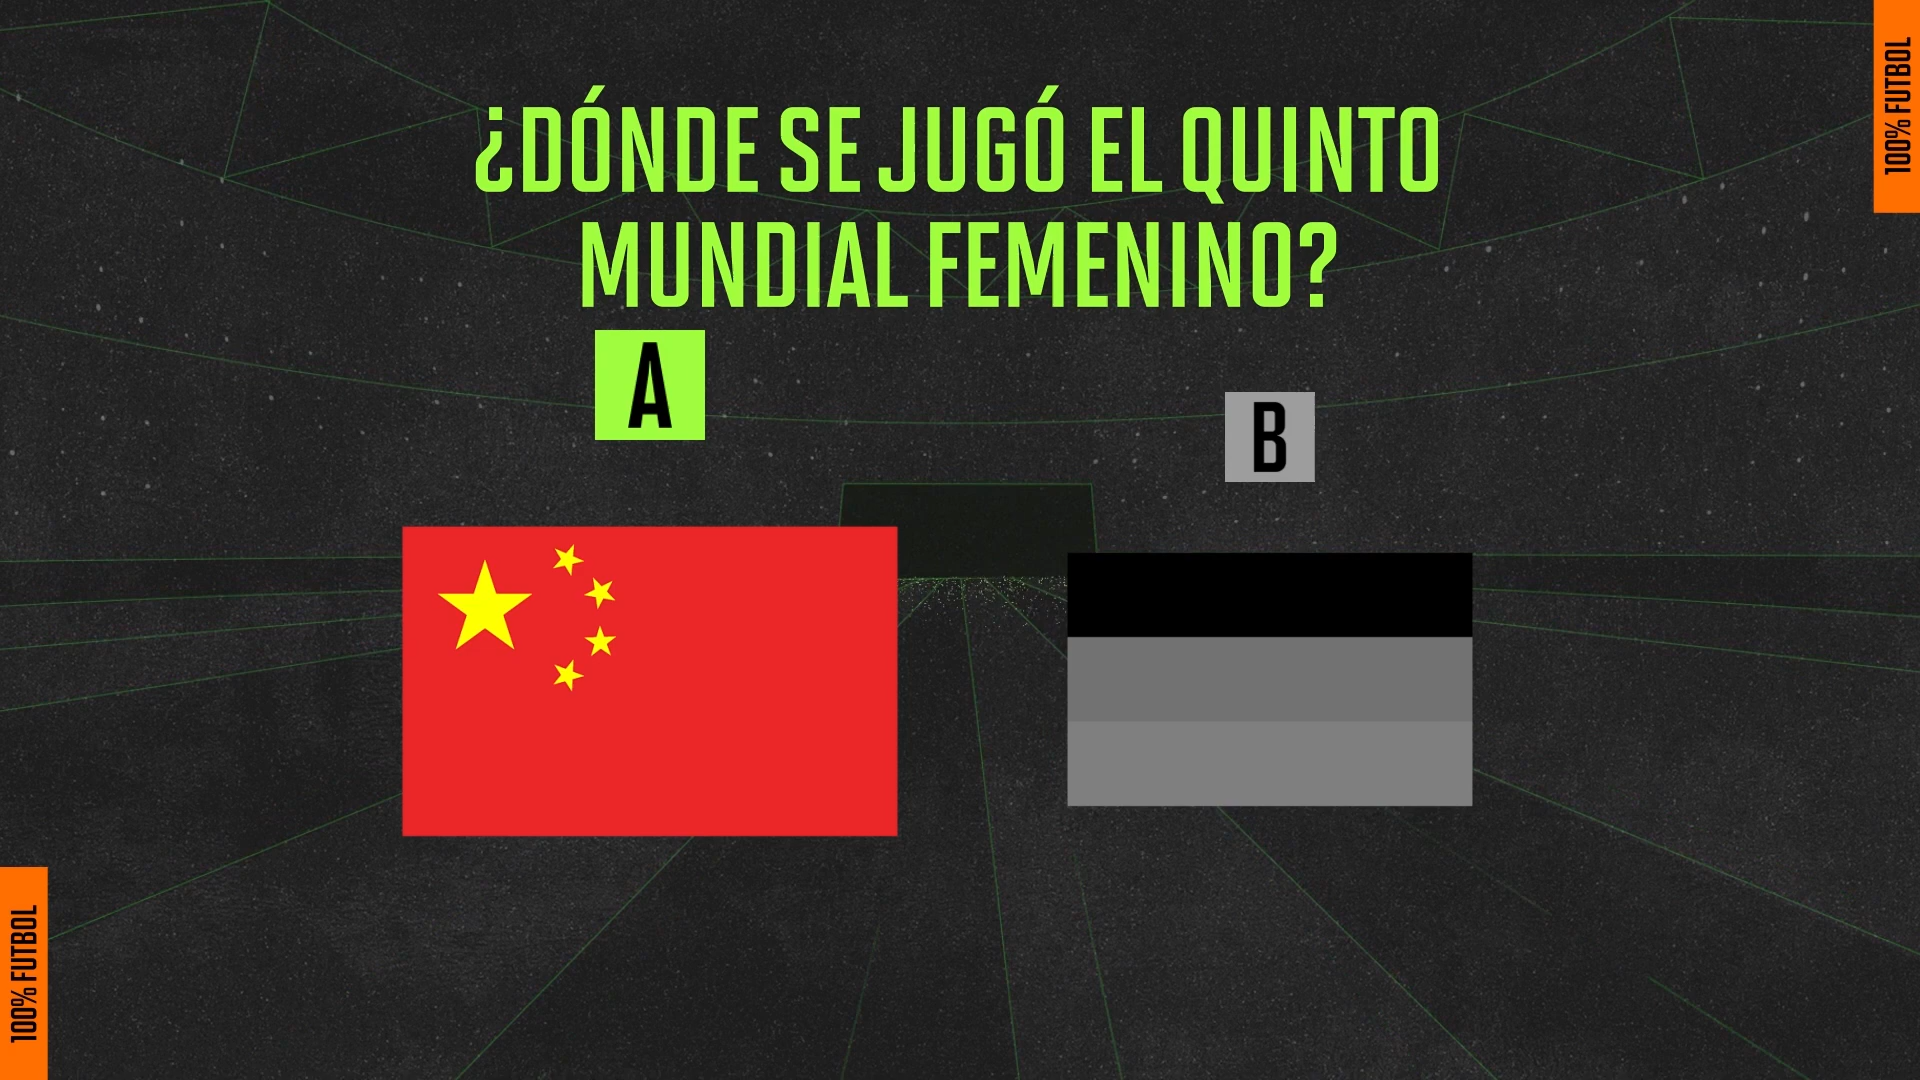 100% FUTBOL
¿DÓNDE SE JUGÓ EL QUINTO
MUNDIAL FEMENINO?
A
B
100% FUTBOL